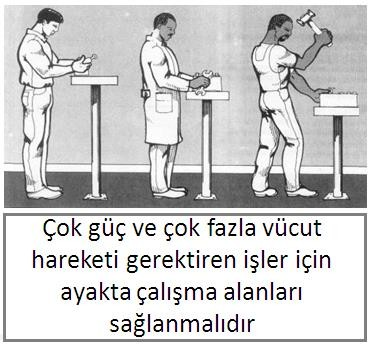 Çok güç ve çok fazla vücut
hareketi gerektiren işler için
ayakta çalışma alanları
sağlanmalıdır